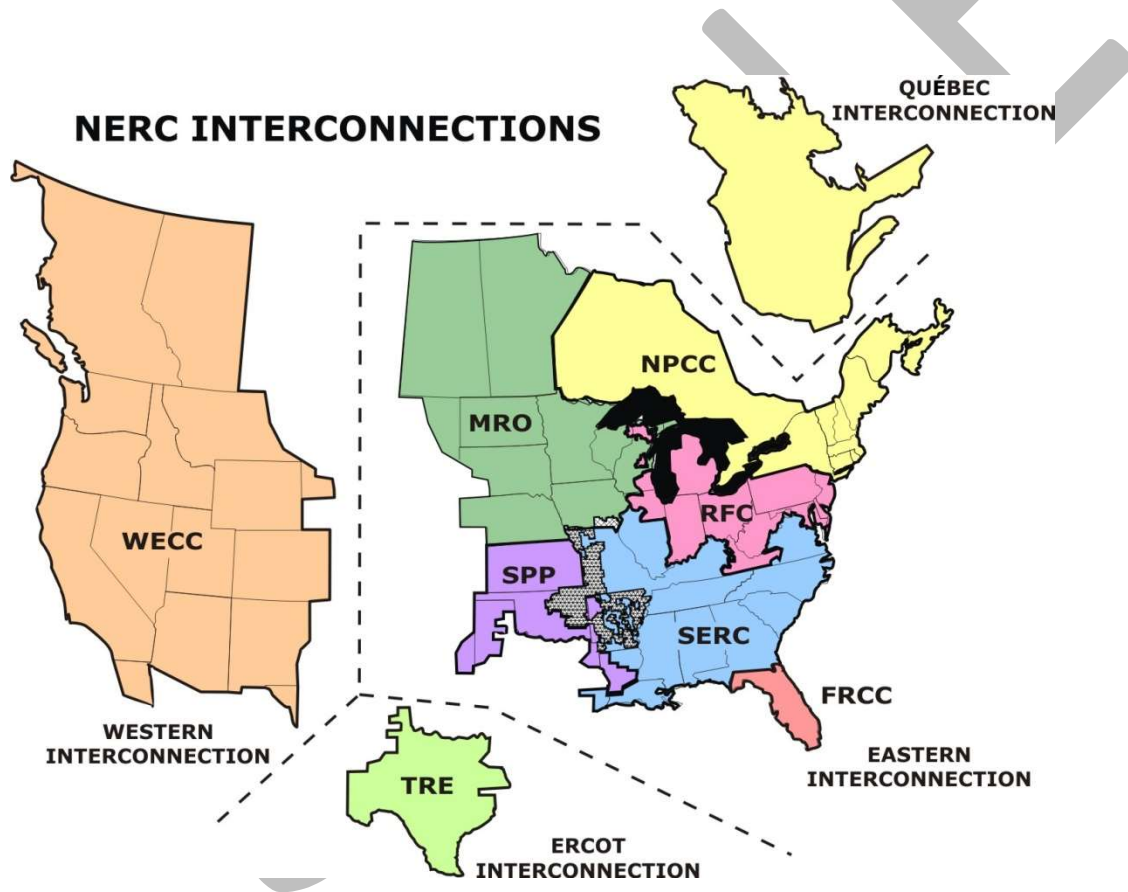 NERC INTERCONNECTIONS
QUÉBEC
INTERCONNECTION
NPCC
MRO
RFC
WECC
SPP
SERC
FRCC
WESTERN
INTERCONNECTION
EASTERN
INTERCONNECTION
TRE
ERCOT
INTERCONNECTION